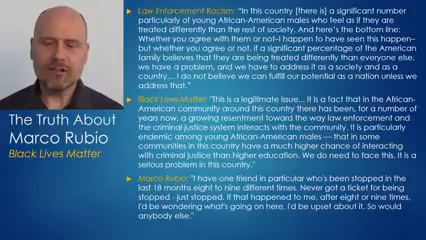 The Truth About
Marco Rubio
Black Lives Matter
Law Enforcement Racism: "In this country [there is] a significant number
particularly of young African-American males who feel as if they are
treated differently than the rest of society. And here's the bottom line:
Whether you agree with them or not–I happen to have seen this happen–
but whether you agree or not, if a significant percentage of the American
family believes that they are being treated differently than everyone else,
we have a problem, and we have to address it as a society and as a
country… I do not believe we can fulfill our potential as a nation unless we
address that."
Black Lives Matter: "This is a legitimate issue... It is a fact that in the African-
American community around this country there has been, for a number of
years now, a growing resentment toward the way law enforcement and
the criminal justice system interacts with the community. It is particularly
endemic among young African-American males — that in some
communities in this country have a much higher chance of interacting
with criminal justice than higher education. We do need to face this. It is a
serious problem in this country."
Marco Rubio: "I have one friend in particular who's been stopped in the
last 18 months eight to nine different times. Never got a ticket for being
stopped - just stopped. If that happened to me, after eight or nine times,
I'd be wondering what's going on here. I'd be upset about it. So would
anybody else."